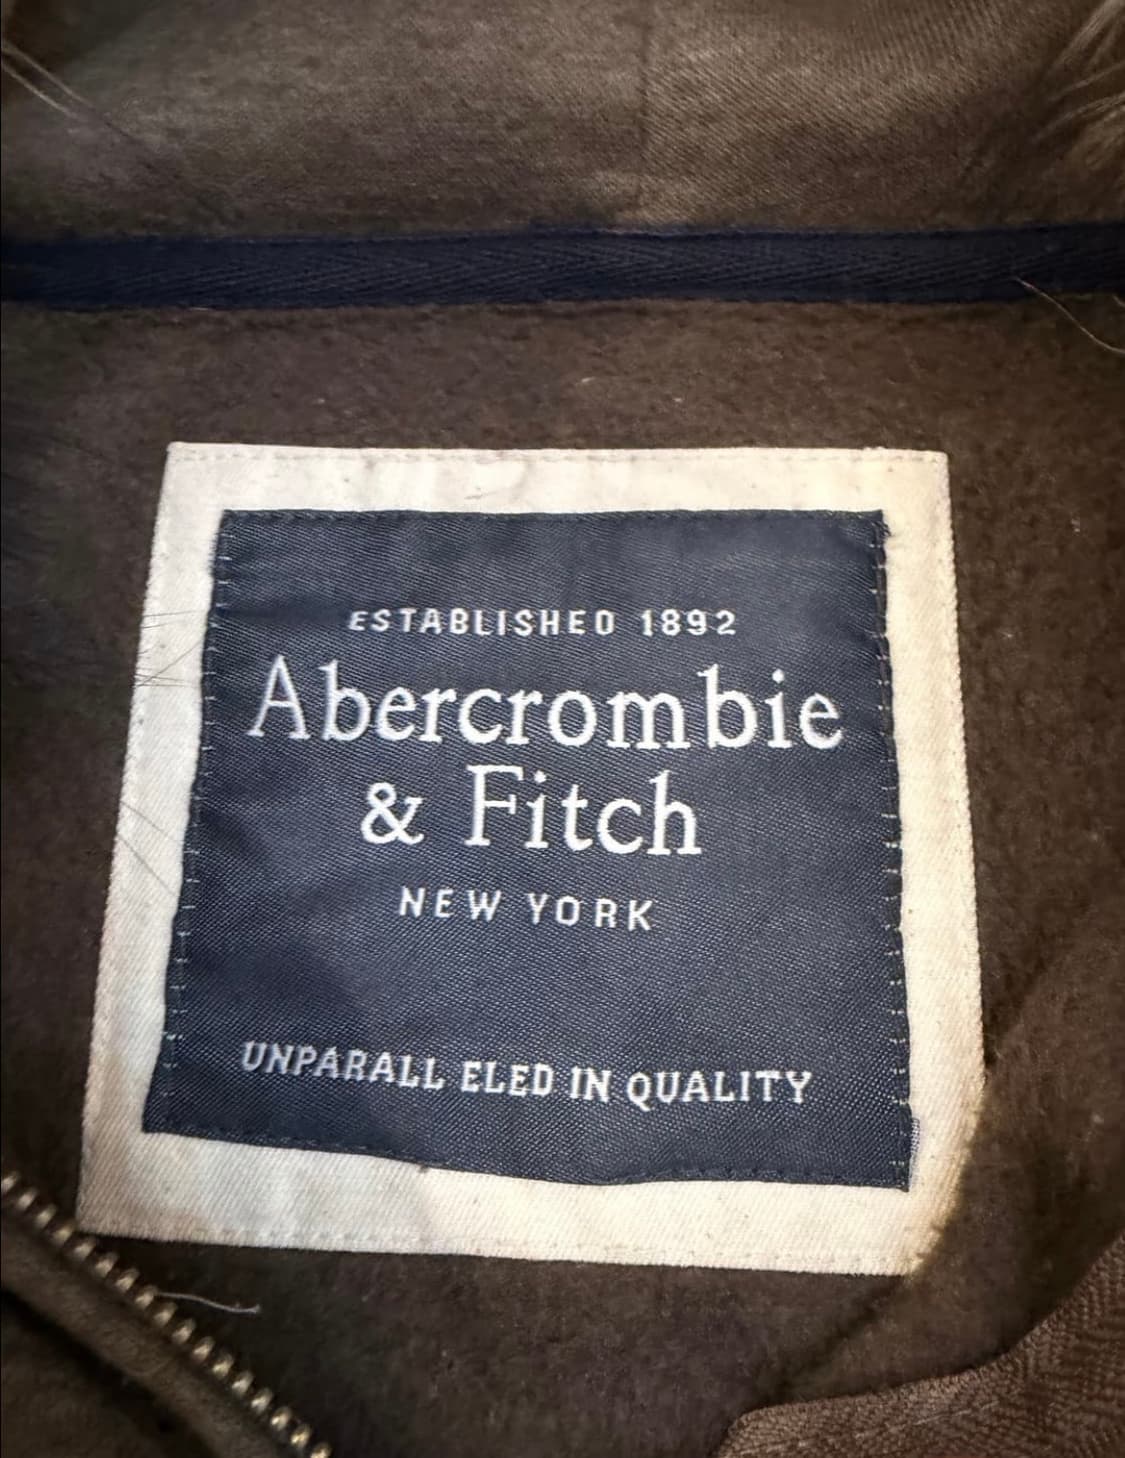 ESTABLISHED 1892
Abercrombie
& Fitch
NEW YORK
UNPARALL ELED IN QUALITY